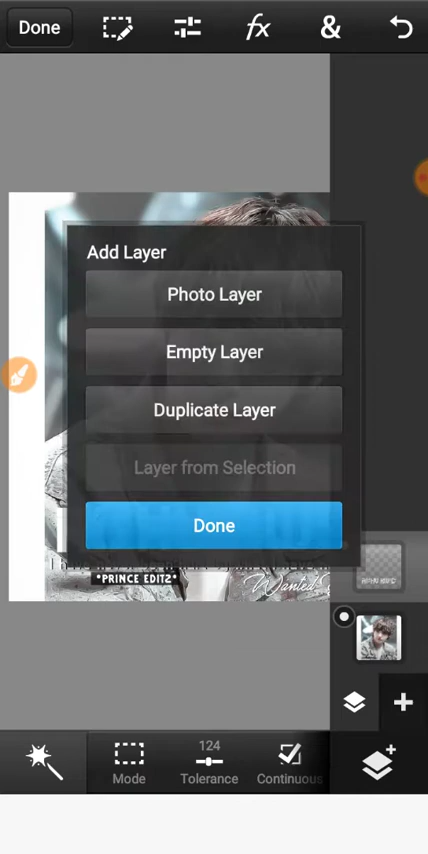 Done
fx
&
Add Layer
Photo Layer
Empty Layer
Duplicate Layer
Layer from Selection
Done
*PRINCE EDITZ*
Wanted
124
Mode
Tolerance
Continuous